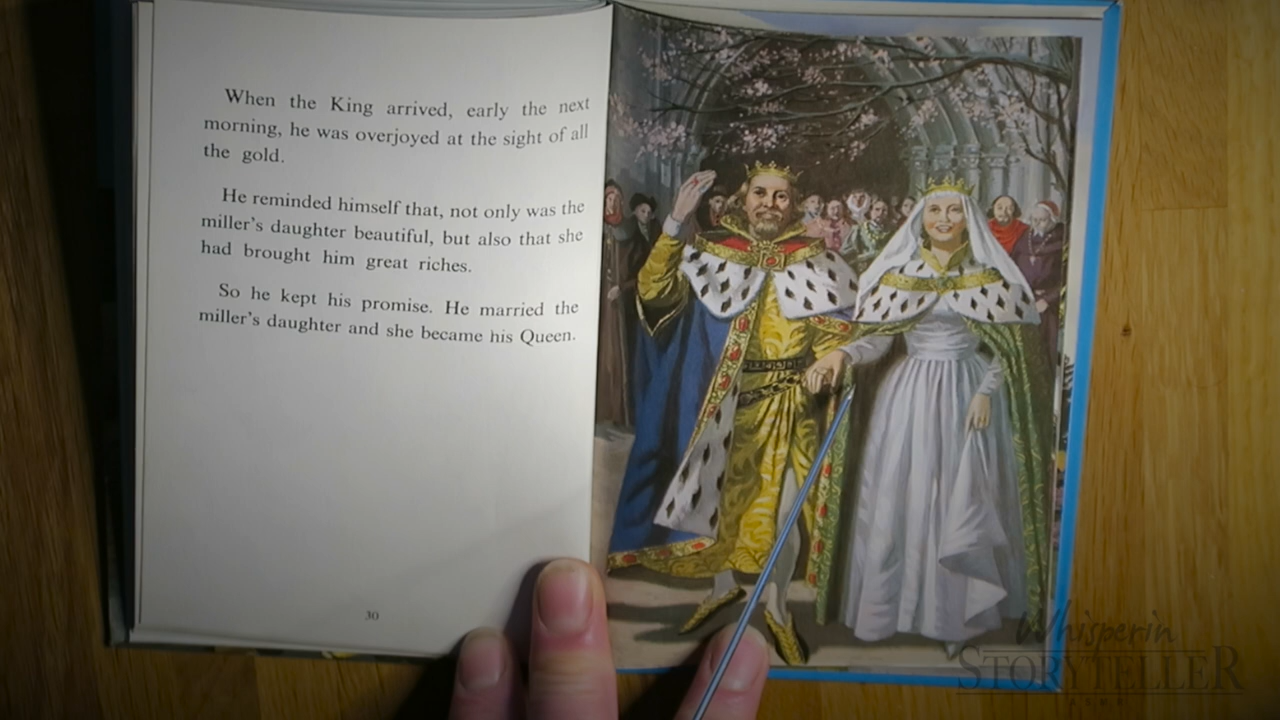 When the King arrived, early the next
morning, he was overjoyed at the sight of all
the gold.
He reminded himself that, not only was the
miller's daughter beautiful, but also that she
had brought him great riches.
So he kept his promise. He married the
miller's daughter and she became his Queen.
30
Whisperin
STORYTELLER